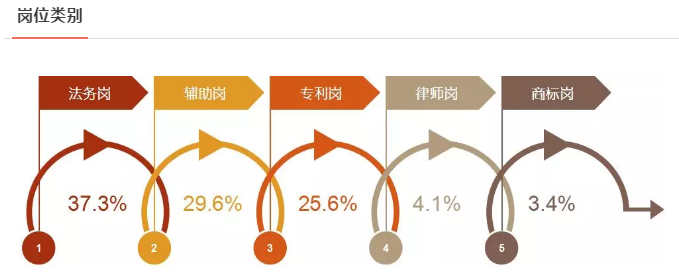 岗位类别
法务岗 辅助岗 专利岗 律师岗 商标岗
37.3% 29.6% 25.6% 4.1% 3.4%
1 2 3 4 5